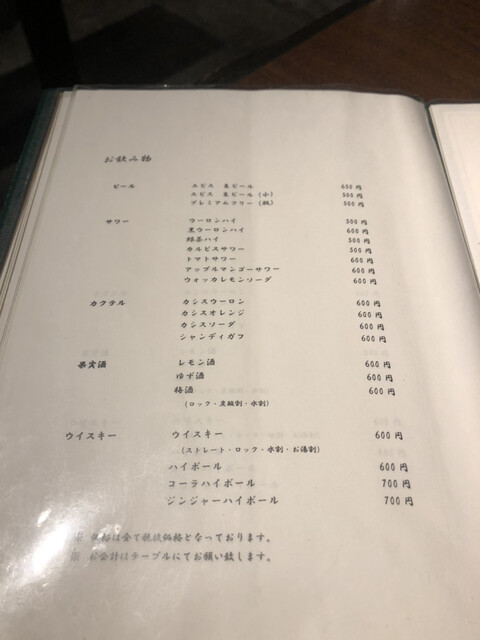 お飲み物
ビール エビス 生ビール 600円
エビス 生ビール (小) 500円
プレミアムフリー (瓶) 500円
サワー ウーロンハイ 500円
黒ウーロンハイ 600円
緑茶ハイ 500円
カルピスサワー 500円
トマトサワー 600円
アップルマンゴーサワー 600円
ウォッカレモンソーダ 600円
カクテル カシスウーロン 600円
カシスオレンジ 600円
カシスソーダ 600円
シャンディガフ 600円
果実酒 レモン酒 600円
ゆず酒 600円
梅酒 600円
(ロック・炭酸割・水割)
ウイスキー ウイスキー 600円
(ストレート・ロック・水割・お湯割)
ハイボール 600円
コーラハイボール 700円
ジンジャーハイボール 700円
※ 価格は全て税抜価格となっております。
※ お会計はテーブルにてお願い致します。